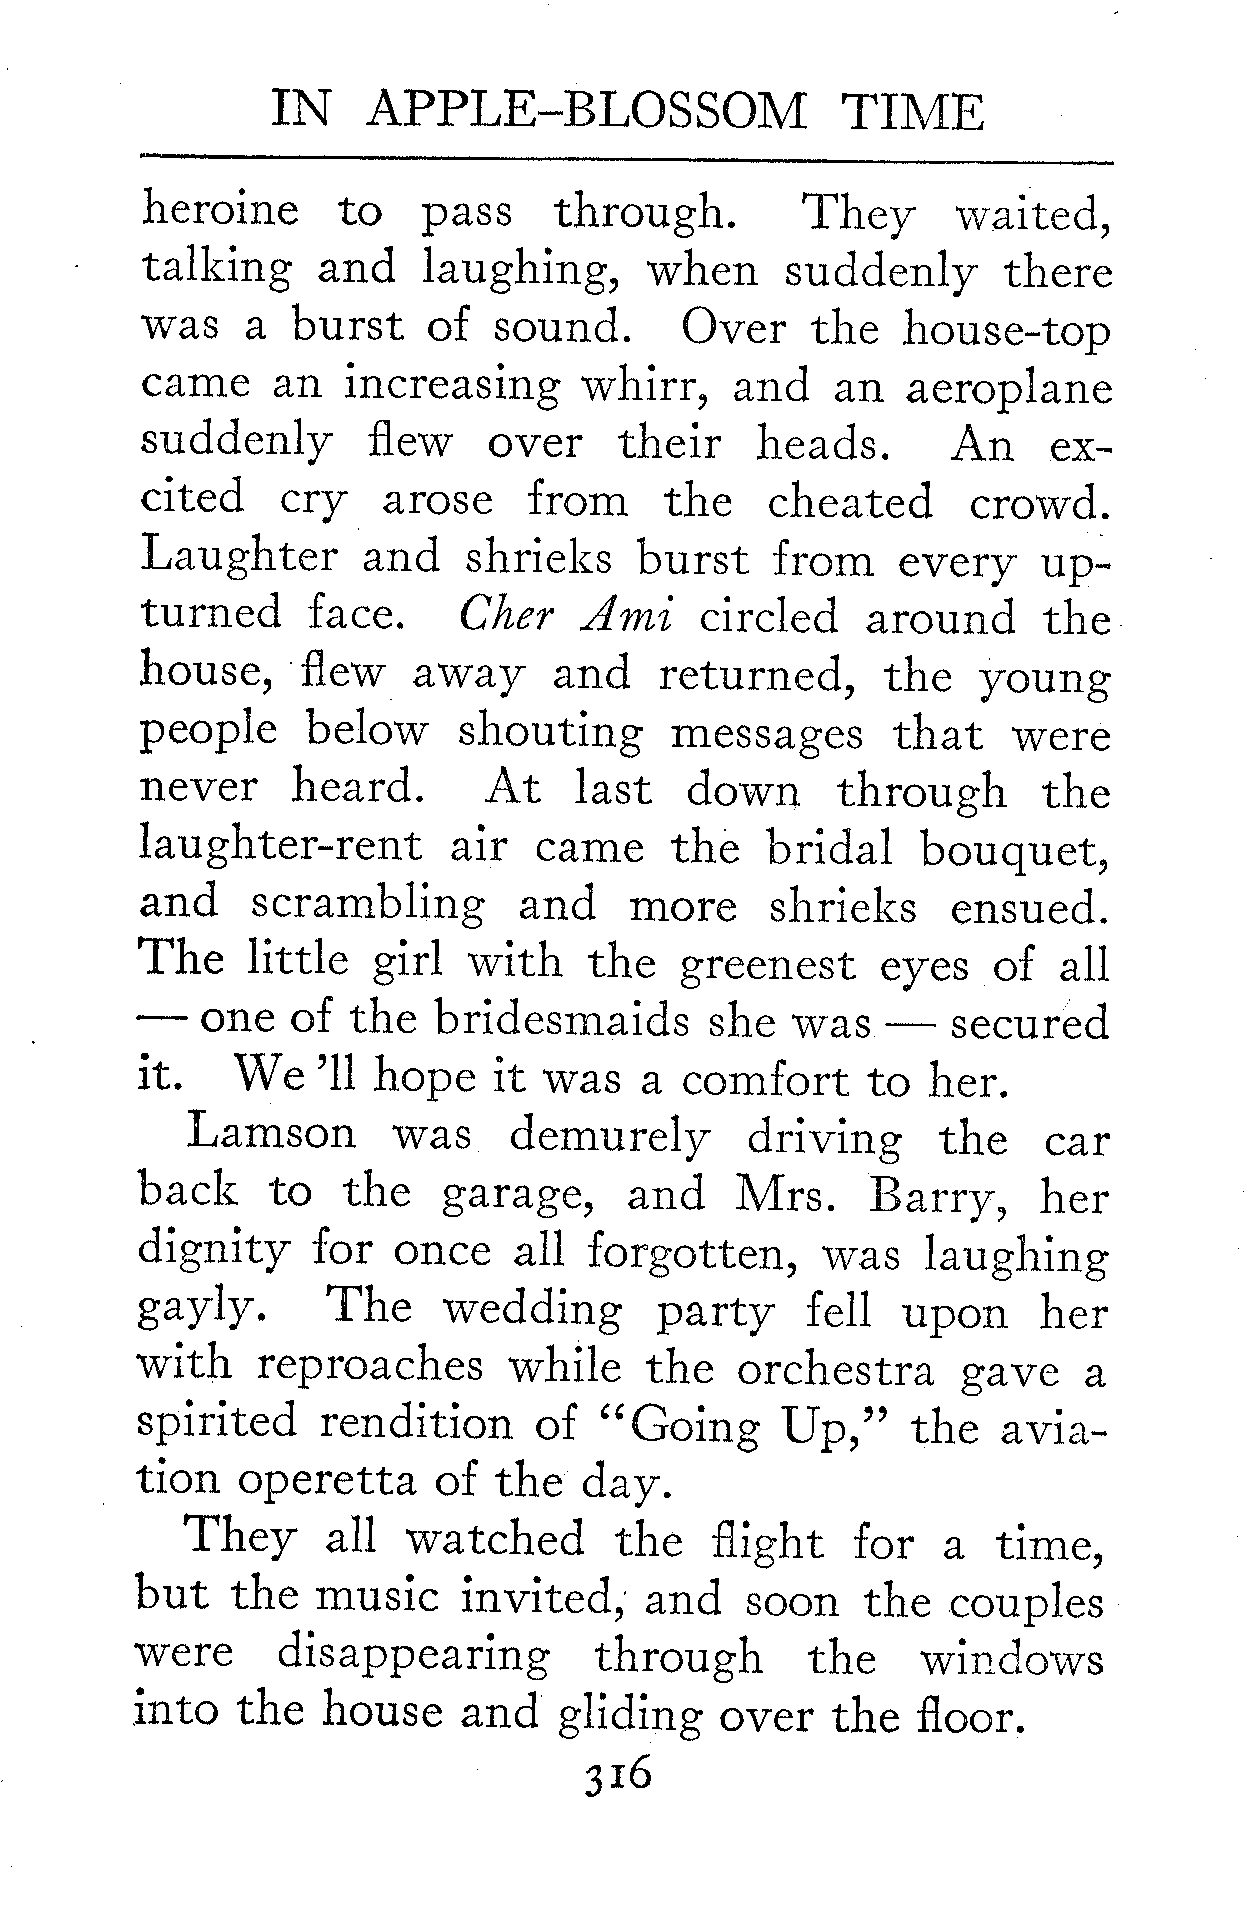 IN APPLE-BLOSSOM TIME
heroine to pass through. They waited,
talking and laughing, when suddenly there
was a burst of sound. Over the house-top
came an increasing whirr, and an aeroplane
suddenly flew over their heads. An ex-
cited cry arose from the cheated crowd.
Laughter and shrieks burst from every up-
turned face. Cher Ami circled around the
house, flew away and returned, the young
people below shouting messages that were
never heard. At last down through the
laughter-rent air came the bridal bouquet,
and scrambling and more shrieks ensued.
The little girl with the greenest eyes of all
— one of the bridesmaids she was — secured
it. We 'll hope it was a comfort to her.
Lamson was demurely driving the car
back to the garage, and Mrs. Barry, her
dignity for once all forgotten, was laughing
gayly. The wedding party fell upon her
with reproaches while the orchestra gave a
spirited rendition of “Going Up,” the avia-
tion operetta of the day.
They all watched the flight for a time,
but the music invited, and soon the couples
were disappearing through the windows
into the house and gliding over the floor.
316